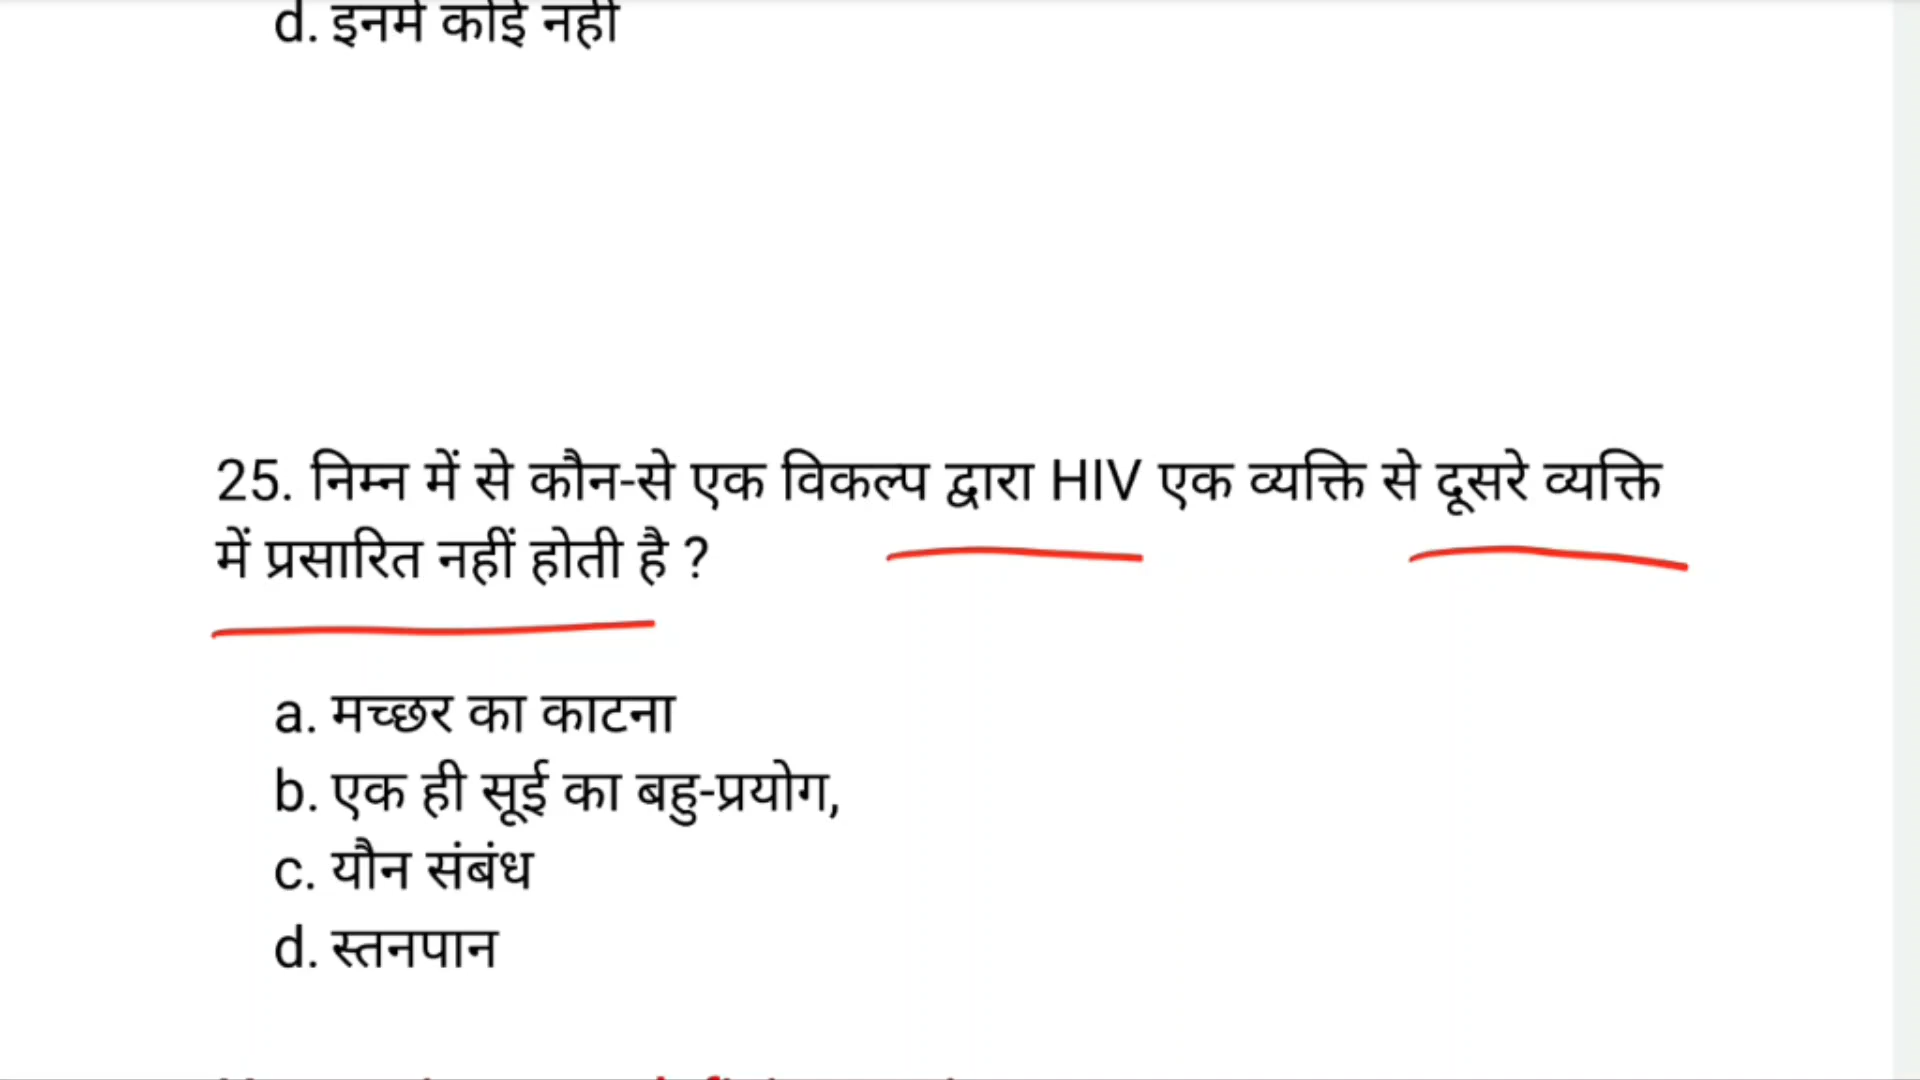 d. इनमें कोई नहीं
25. निम्न में से कौन-से एक विकल्प द्वारा HIV एक व्यक्ति से दूसरे व्यक्ति
में प्रसारित नहीं होती है ?
a. मच्छर का काटना
b. एक ही सूई का बहु-प्रयोग,
c. यौन संबंध
d. स्तनपान